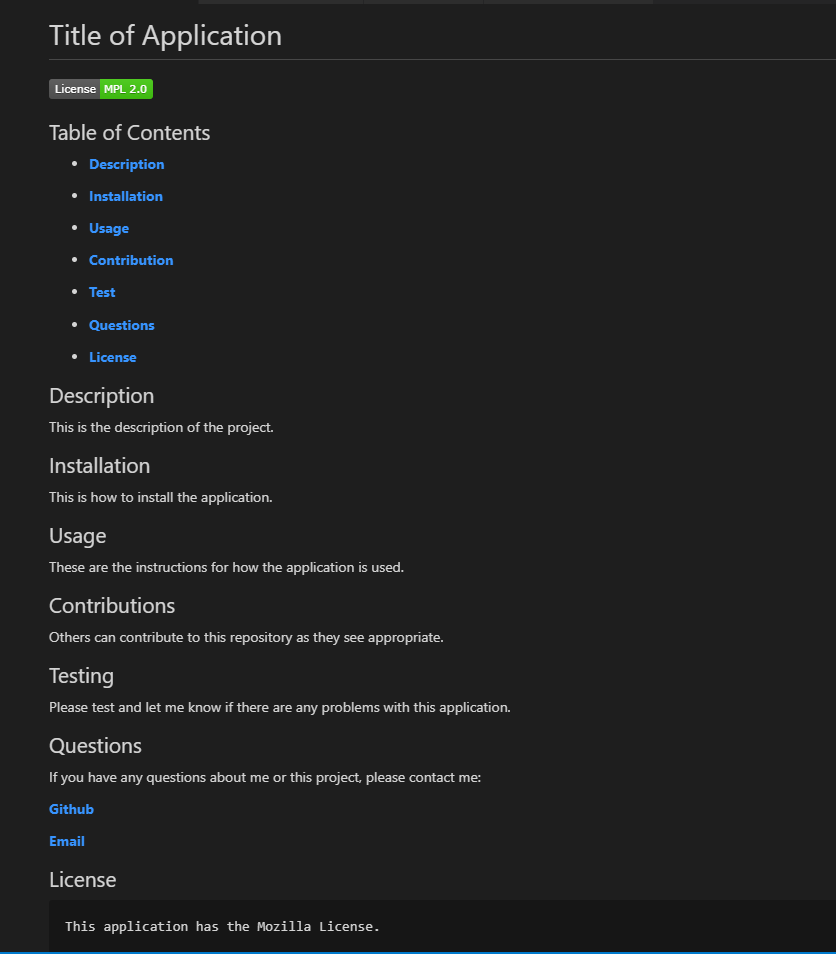 Title of Application
License MPL 2.0
Table of Contents
Description
Installation
Usage
Contribution
Test
Questions
License
Description
This is the description of the project.
Installation
This is how to install the application.
Usage
These are the instructions for how the application is used.
Contributions
Others can contribute to this repository as they see appropriate.
Testing
Please test and let me know if there are any problems with this application.
Questions
If you have any questions about me or this project, please contact me:
Github
Email
License
This application has the Mozilla License.